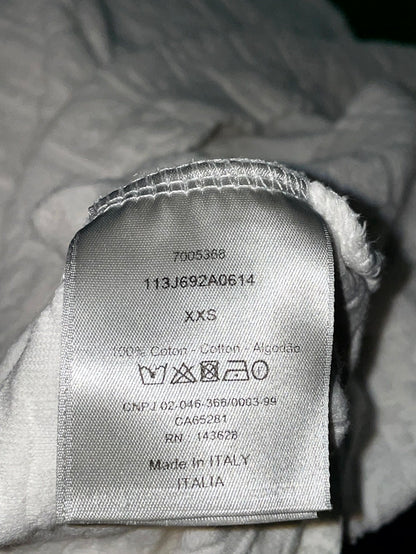 7005368
113J692A0614
XXS
100% Coton - Cotton - Algodão
CNPJ 02-046-366/0003-99
CA65281
RN : 143628
Made In ITALY
ITALIA